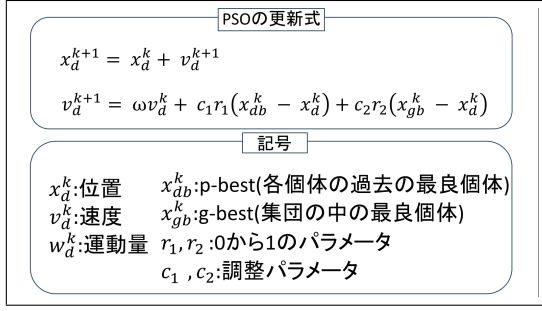 PSOの更新式
x_d^{k+1} = x_d^k + v_d^{k+1}
v_d^{k+1} = ωv_d^k + c_1r_1(x_{db}^k − x_d^k) + c_2r_2(x_{gb}^k − x_d^k)
記号
x_d^k:位置 x_{db}^k:p-best(各個体の過去の最良個体)
v_d^k:速度 x_{gb}^k:g-best(集団の中の最良個体)
w_d^k:運動量 r_1, r_2 :0から1のパラメータ
c_1 , c_2:調整パラメータ